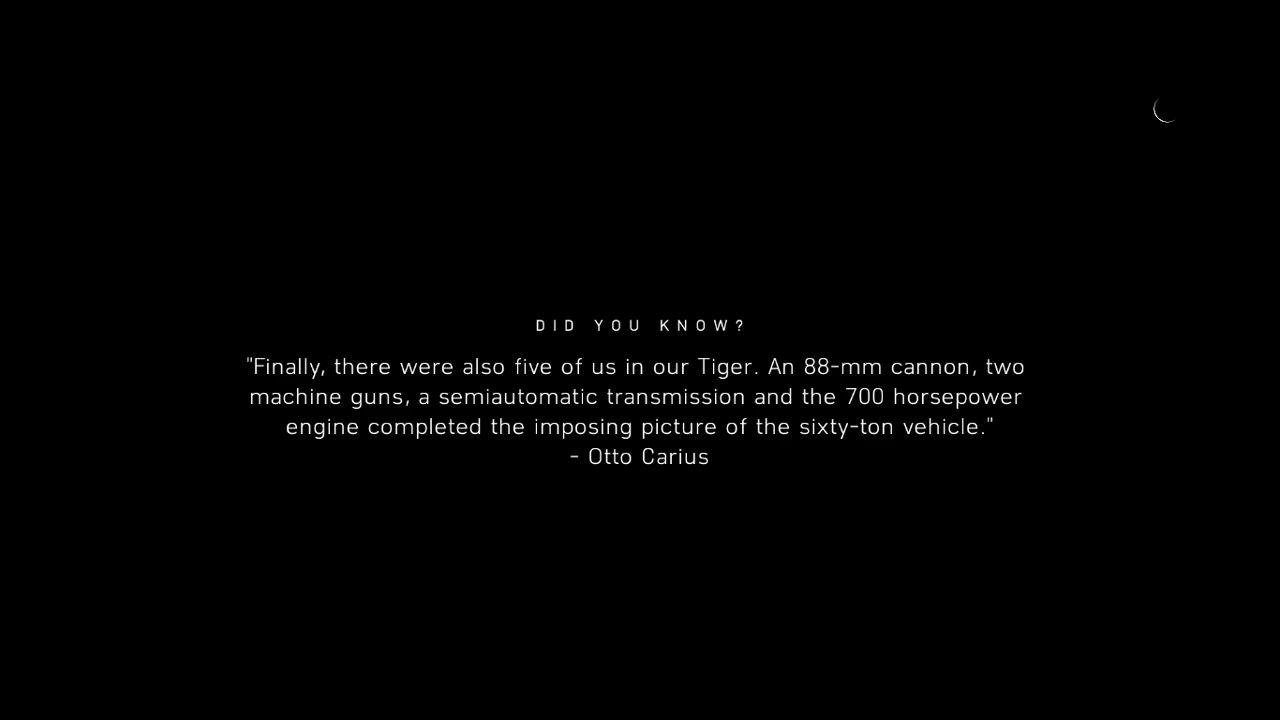 DID YOU KNOW?
"Finally, there were also five of us in our Tiger. An 88-mm cannon, two
machine guns, a semiautomatic transmission and the 700 horsepower
engine completed the imposing picture of the sixty-ton vehicle."
- Otto Carius